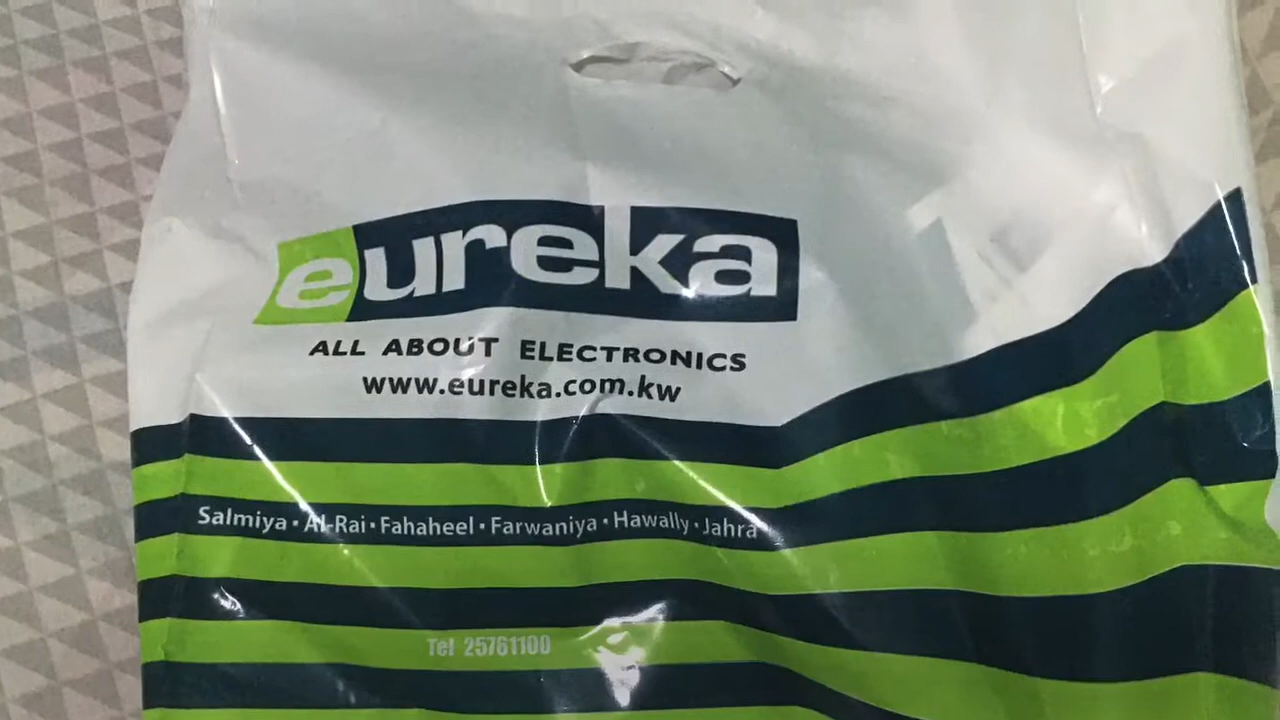 eureka
ALL ABOUT ELECTRONICS
www.eureka.com.kw
Salmiya • Al-Rai • Fahaheel • Farwaniya • Hawally • Jahra
Tel 25761100